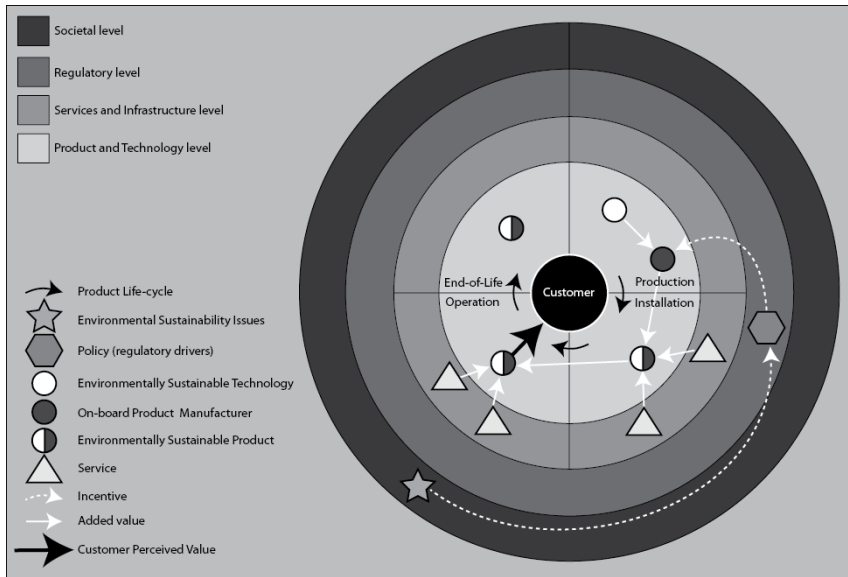 Societal level
Regulatory level
Services and Infrastructure level
Product and Technology level
End-of-Life
Operation
Customer
Production
Installation
Product Life-cycle
Environmental Sustainability Issues
Policy (regulatory drivers)
Environmentally Sustainable Technology
On-board Product Manufacturer
Environmentally Sustainable Product
Service
Incentive
Added value
Customer Perceived Value